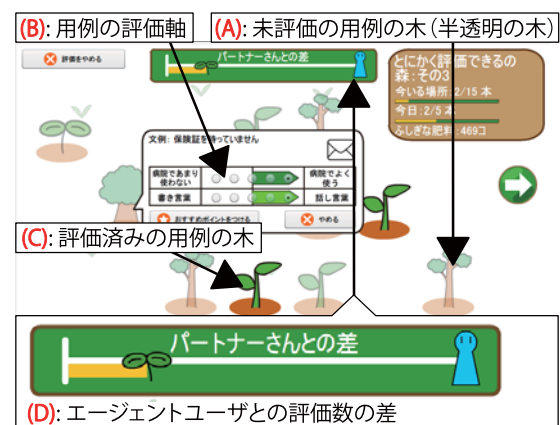 (B): 用例の評価軸
(A): 未評価の用例の木(半透明の木)
評価をやめる
パートナーさんとの差
とにかく評価できるの
森:その3
今いる場所:2/15 本
今日:2/5 本
ふしぎな肥料:469コ
文例: 保険証を持っていません
病院であまり
使わない
病院でよく
使う
書き言葉
話し言葉
おすすめポイントをつける
やめる
(C): 評価済みの用例の木
パートナーさんとの差
(D): エージェントユーザとの評価数の差